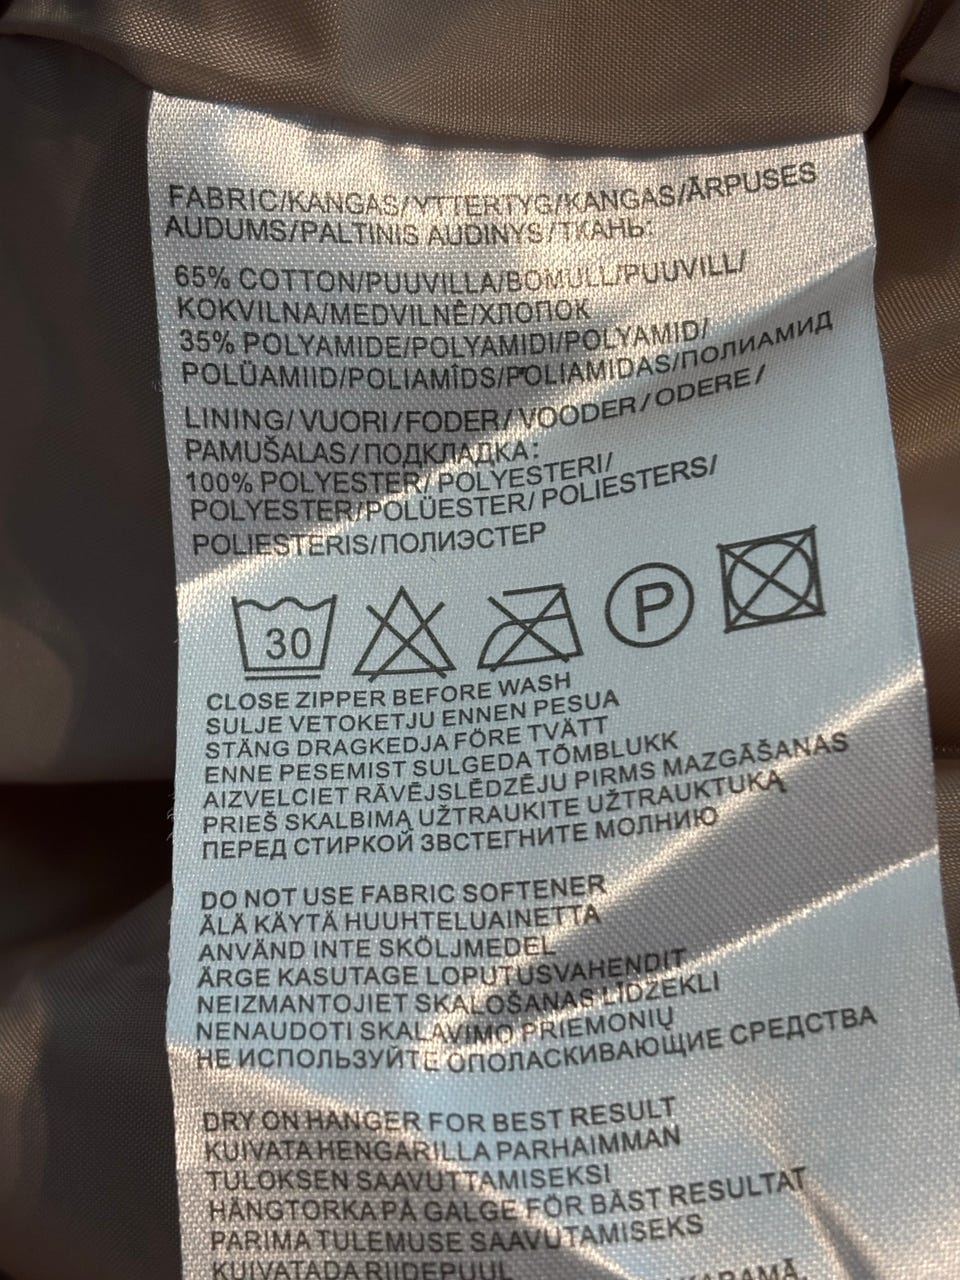 FABRIC/KANGAS/YTTERTYG/KANGAS/ĀRPUSES
AUDUMS/PALTINIS AUDINYS/ТКАНЬ:
65% COTTON/PUUVILLA/BOMULL/PUUVILL/
KOKVILNA/MEDVILNÊ/ХЛОПОК
35% POLYAMIDE/POLYAMIDI/POLYAMID/
POLÜAMIID/POLIAMĪDS/POLIAMIDAS/ПОЛИАМИД
LINING/VUORI/FODER/VOODER/ODERE/
PAMUŠALAS/ПОДКЛАДКА:
100% POLYESTER/POLYESTERI/
POLYESTER/POLÜESTER/POLIESTERS/
POLIESTERIS/ПОЛИЭСТЕР
30 P
CLOSE ZIPPER BEFORE WASH
SULJE VETOKETJU ENNEN PESUA
STÄNG DRAGKEDJA FÖRE TVÄTT
ENNE PESEMIST SULGEDA TÕMBLUKK
AIZVELCIET RĀVĒJSLĒDZĒJU PIRMS MAZGĀŠANAS
PRIEŠ SKALBIMĄ UŽTRAUKITE UŽTRAUKTUKĄ
ПЕРЕД СТИРКОЙ ЗВСТЕГНИТЕ МОЛНИЮ
DO NOT USE FABRIC SOFTENER
ÄLÄ KÄYTÄ HUUHTELUAINETTA
ANVÄND INTE SKÖLJMEDEL
ÄRGE KASUTAGE LOPUTUSVAHENDIT
NEIZMANTOJIET SKALOŠANAS LĪDZEKLI
NENAUDOTI SKALAVIMO PRIEMONIŲ
НЕ ИСПОЛЬЗУЙТЕ ОПОЛАСКИВАЮЩИЕ СРЕДСТВА
DRY ON HANGER FOR BEST RESULT
KUIVATA HENGARILLA PARHAIMMAN
TULOKSEN SAAVUTTAMISEKSI
HÄNGTORKA PÅ GALGE FÖR BÄST RESULTAT
PARIMA TULEMUSE SAAVUTAMISEKS
KUIVATADA RIIDEPUUL